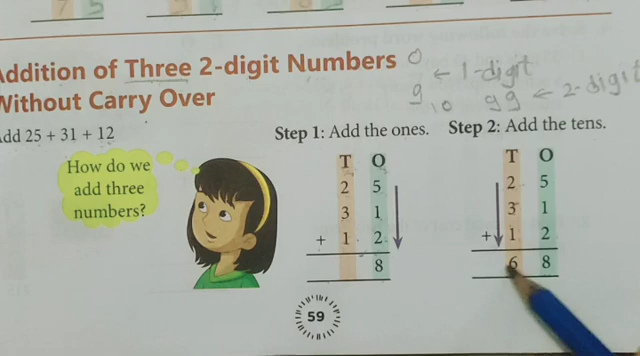 7 5
Addition of Three 2-digit Numbers
Without Carry Over
0
9 ← 1-digit
10 99 ← 2-digit
Add 25 + 31 + 12
How do we
add three
numbers?
Step 1: Add the ones.
T O
2 5
3 1
+ 1 2
8
Step 2: Add the tens.
T O
2 5
3 1
+ 1 2
6 8
59